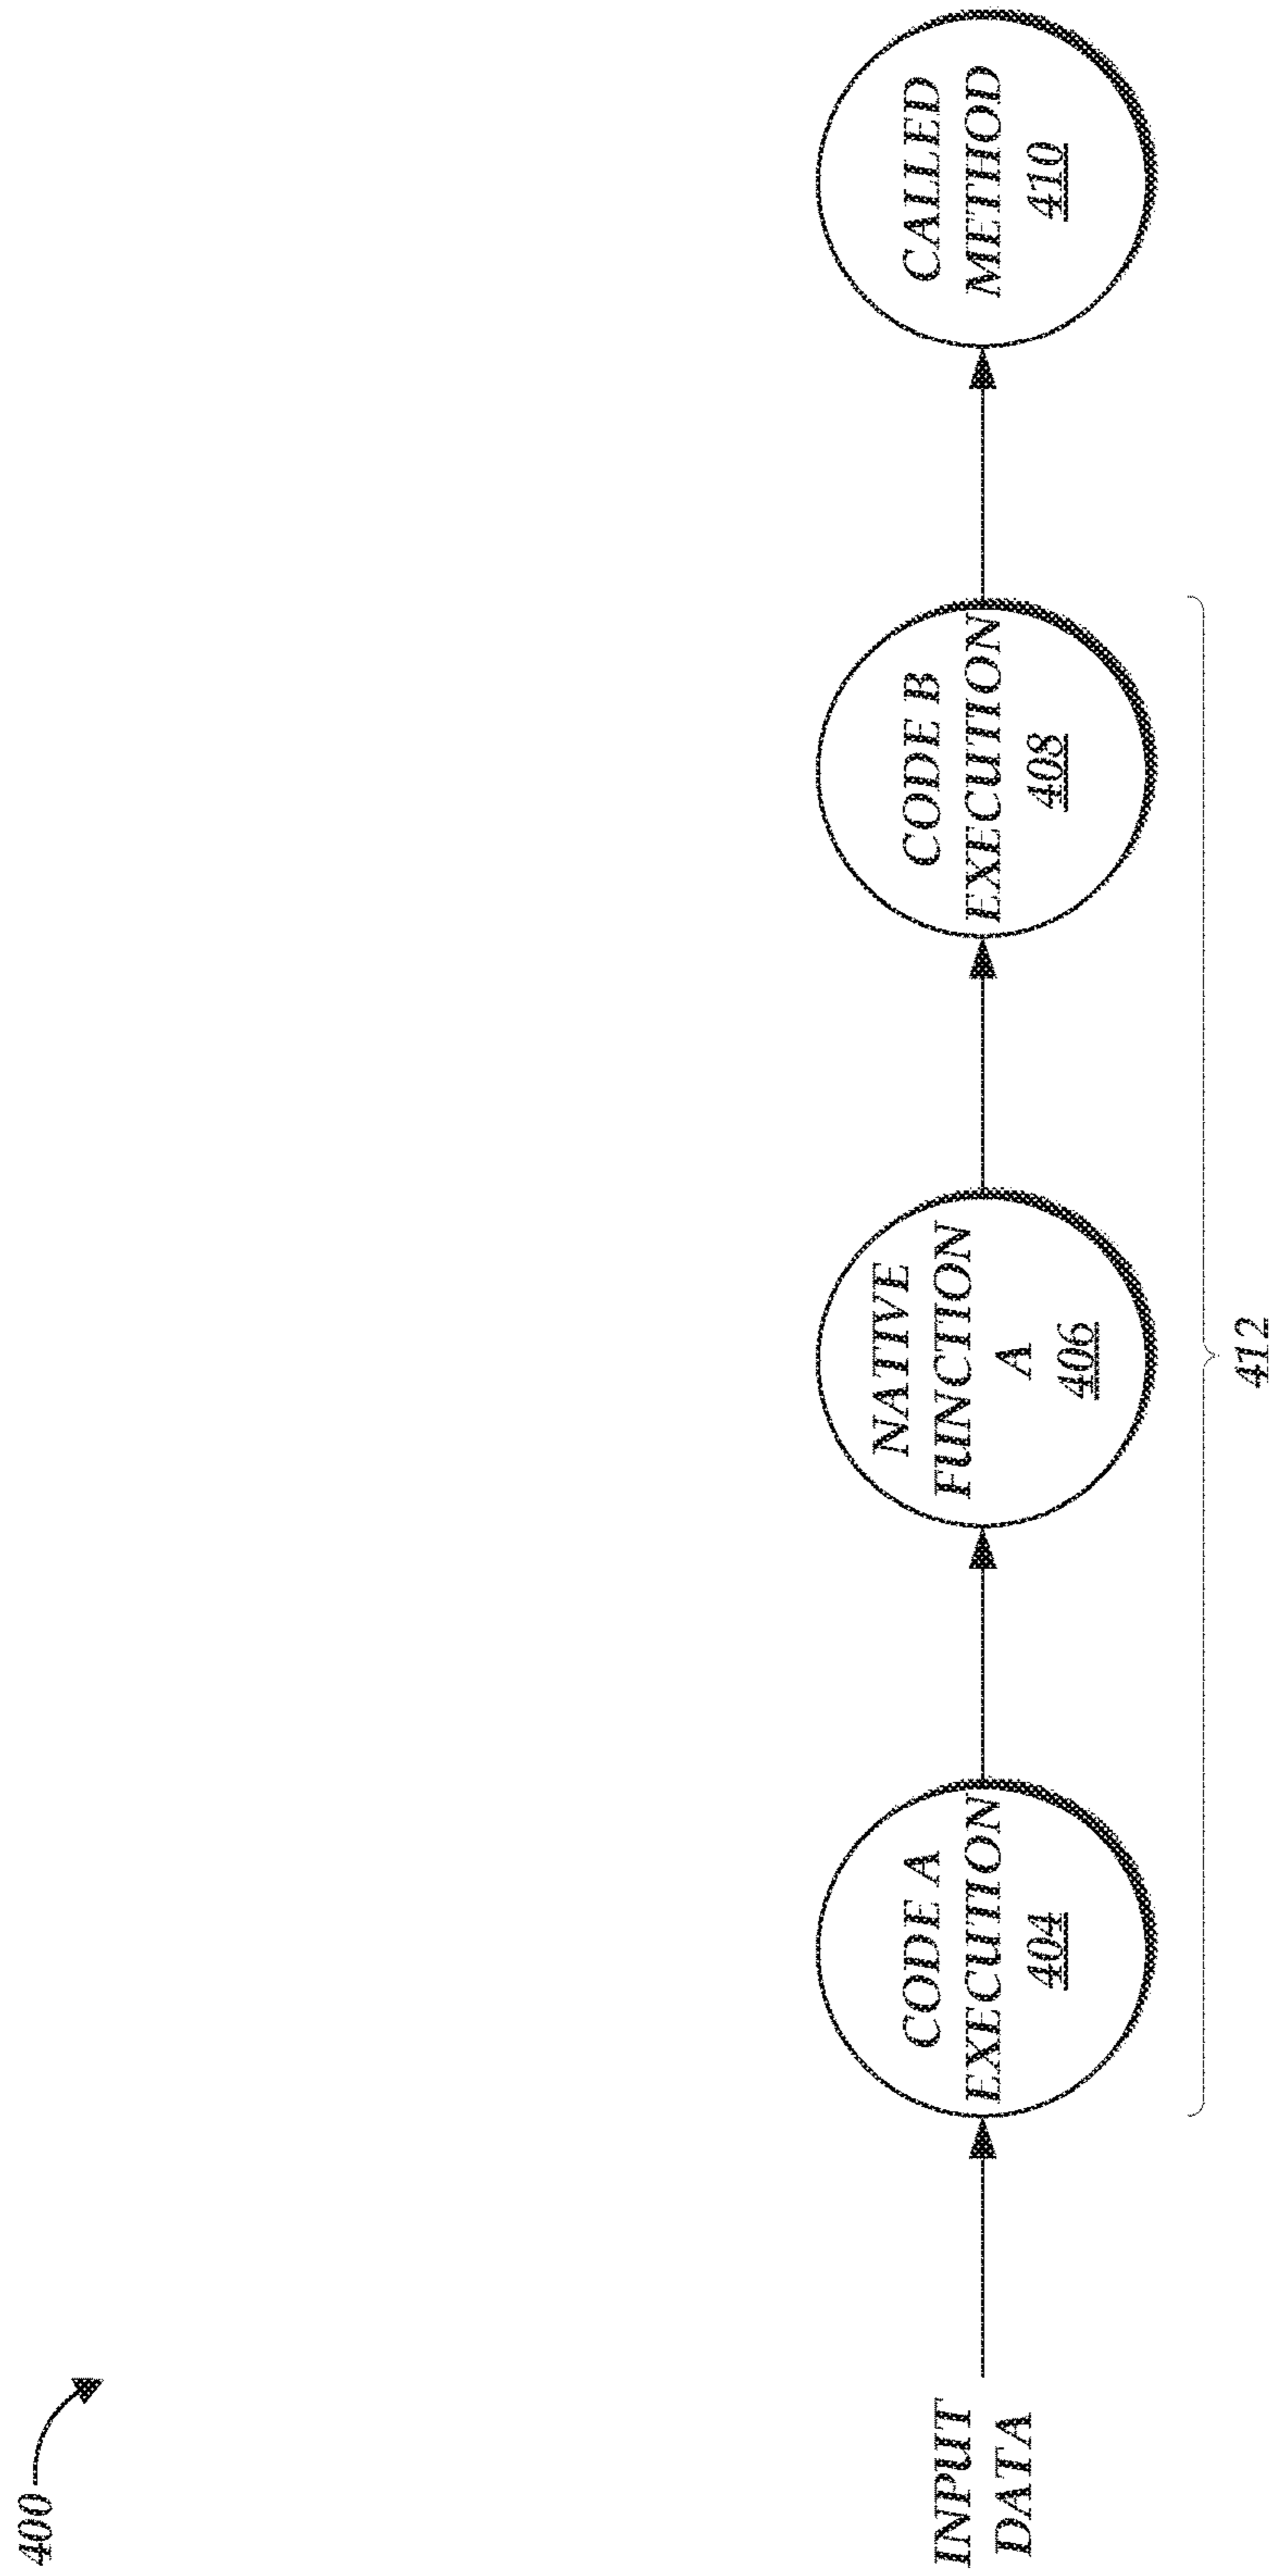 400
INPUT
DATA
CODE A
EXECUTION
404
NATIVE
FUNCTION
A
406
CODE B
EXECUTION
408
CALLED
METHOD
410
412